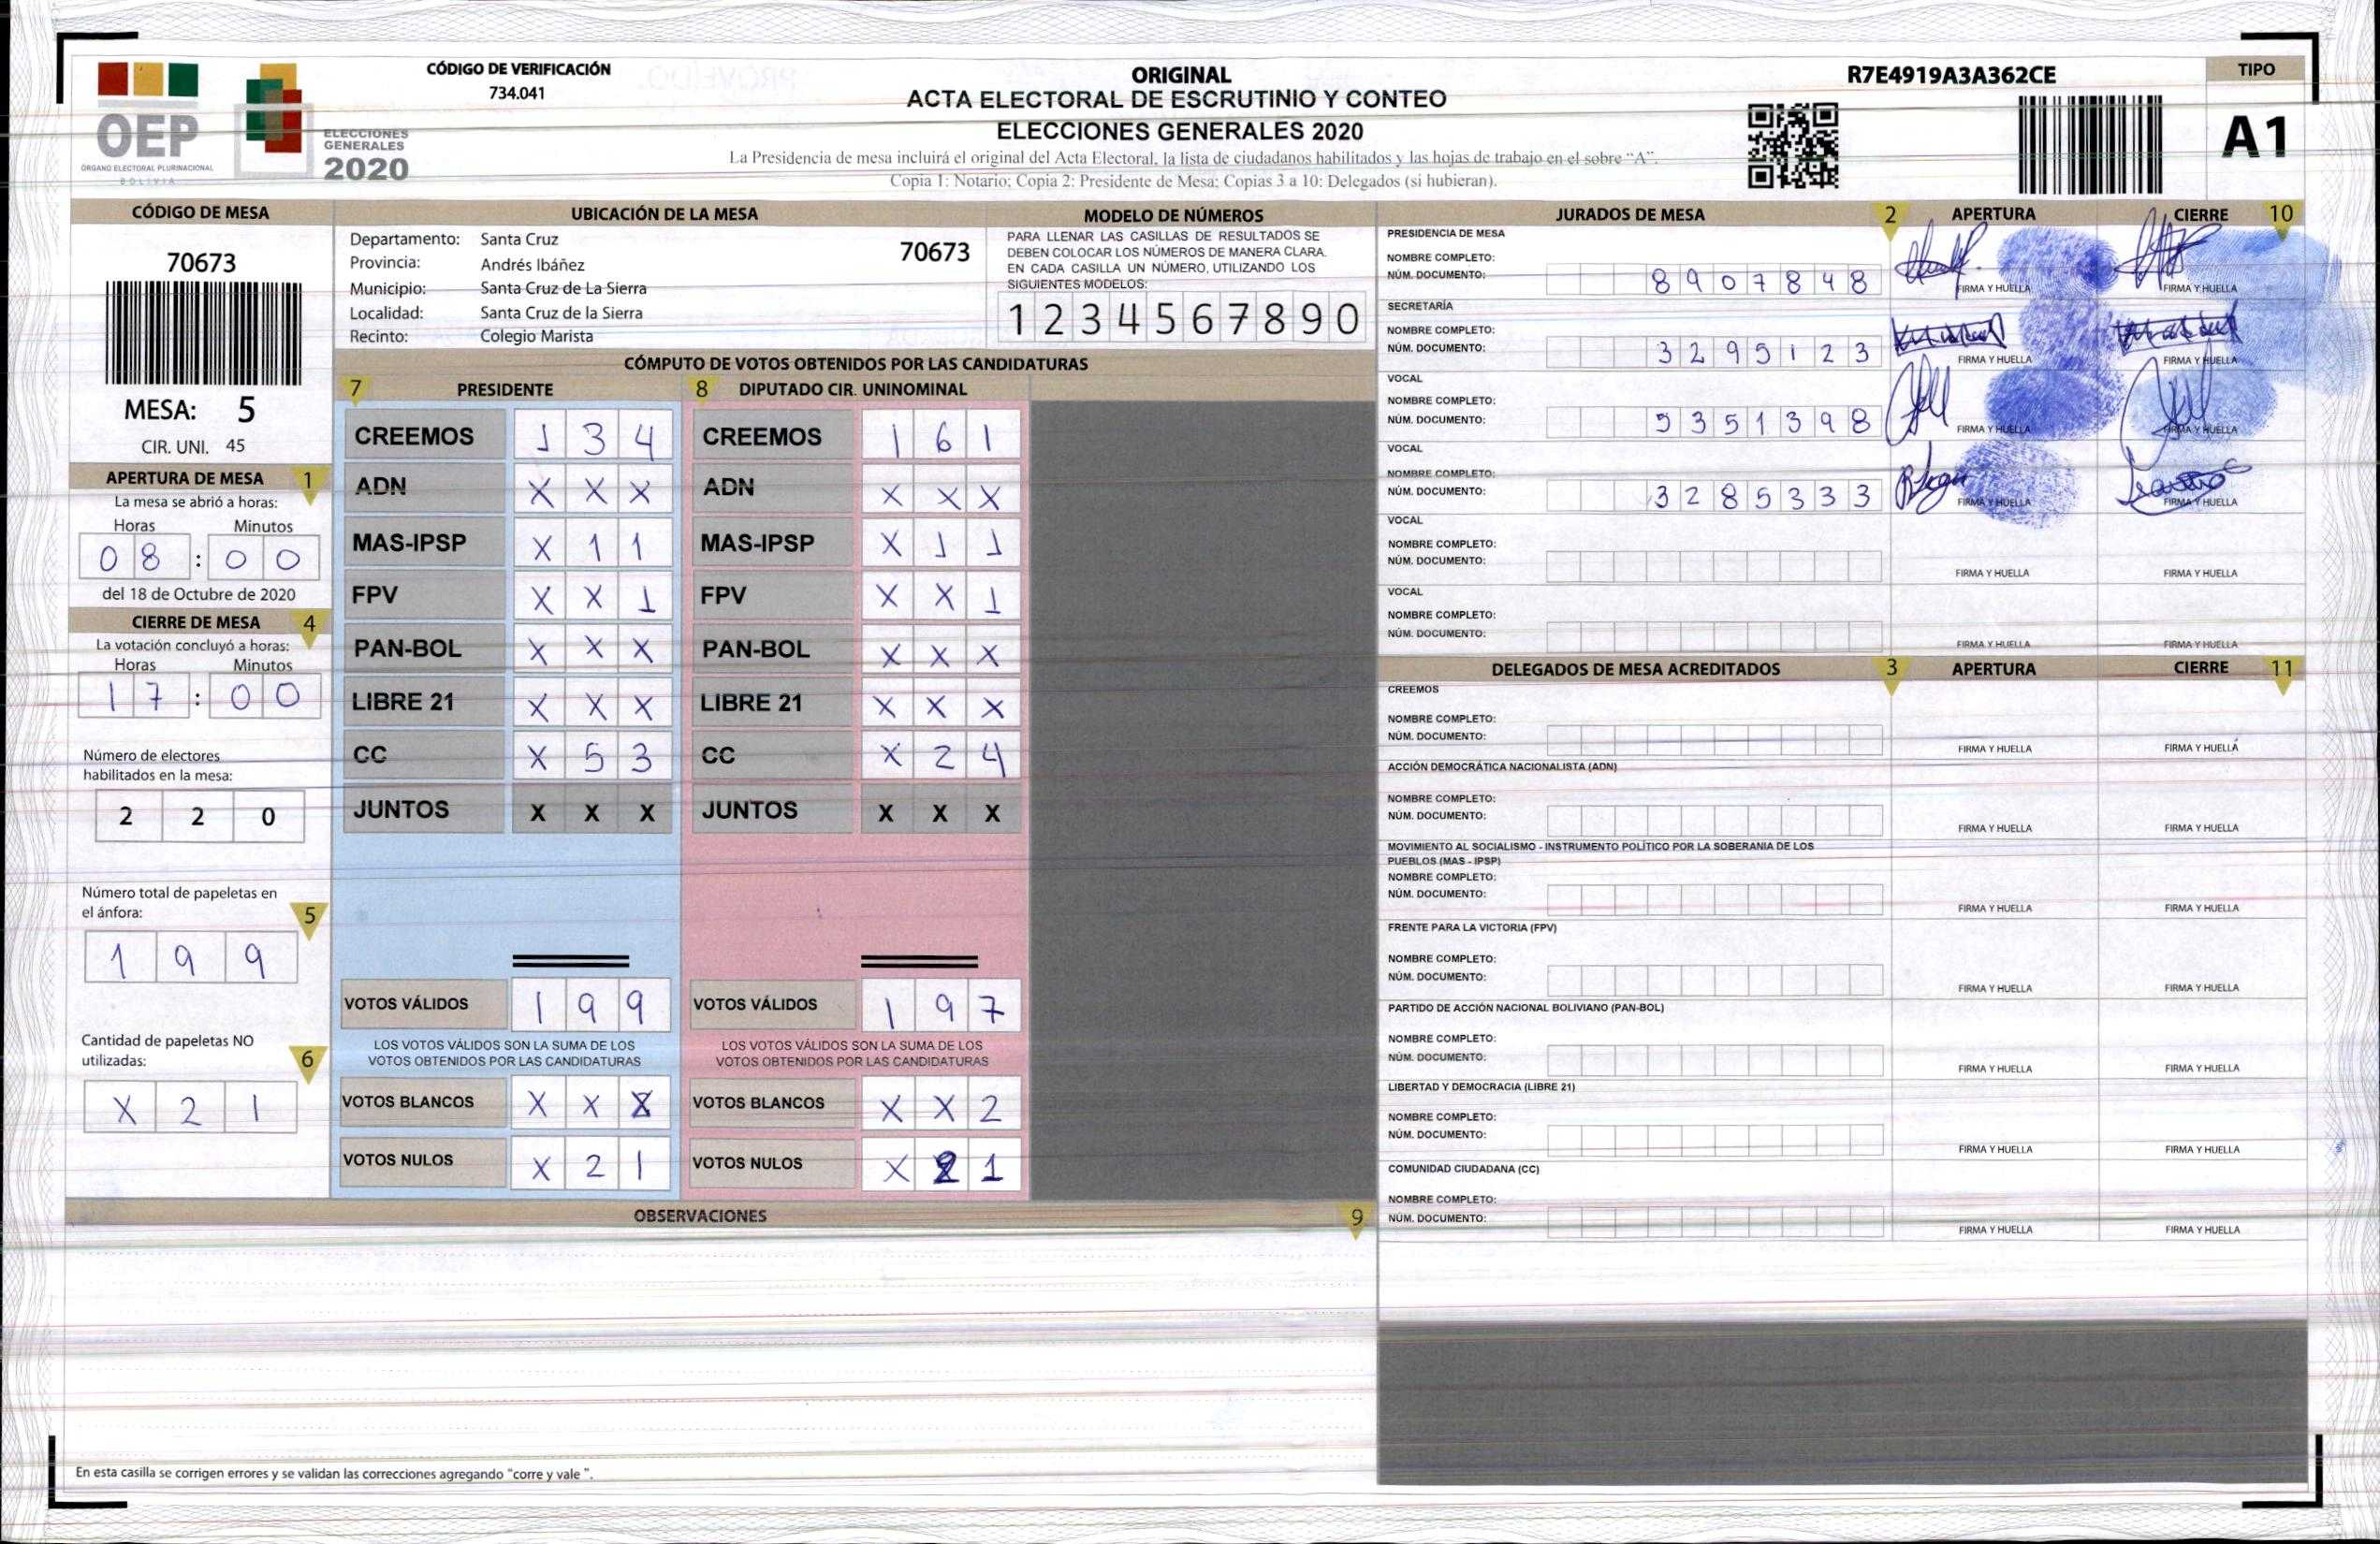 CÓDIGO DE VERIFICACIÓN
734.041
OEP
ÓRGANO ELECTORAL PLURINACIONAL
BOLIVIA
ELECCIONES
GENERALES
2020
ORIGINAL
ACTA ELECTORAL DE ESCRUTINIO Y CONTEO
ELECCIONES GENERALES 2020
La Presidencia de mesa incluirá el original del Acta Electoral, la lista de ciudadanos habilitados y las hojas de trabajo en el sobre "A".
Copia 1: Notario; Copia 2: Presidente de Mesa; Copias 3 a 10: Delegados (si hubieran).
R7E4919A3A362CE
TIPO
A1
CÓDIGO DE MESA
70673
MESA: 5
CIR. UNI. 45
APERTURA DE MESA 1
La mesa se abrió a horas:
Horas Minutos
08 : 00
del 18 de Octubre de 2020
CIERRE DE MESA 4
La votación concluyó a horas:
Horas Minutos
17 : 00
Número de electores
habilitados en la mesa:
2 2 0
Número total de papeletas en
el ánfora: 5
1 9 9
Cantidad de papeletas NO
utilizadas: 6
X 2 1
UBICACIÓN DE LA MESA
Departamento: Santa Cruz
70673
Provincia: Andrés Ibáñez
Municipio: Santa Cruz de La Sierra
Localidad: Santa Cruz de la Sierra
Recinto: Colegio Marista
MODELO DE NÚMEROS
PARA LLENAR LAS CASILLAS DE RESULTADOS SE
DEBEN COLOCAR LOS NÚMEROS DE MANERA CLARA.
EN CADA CASILLA UN NÚMERO, UTILIZANDO LOS
SIGUIENTES MODELOS:
1 2 3 4 5 6 7 8 9 0
CÓMPUTO DE VOTOS OBTENIDOS POR LAS CANDIDATURAS
7 PRESIDENTE
CREEMOS 1 3 4
ADN X X X
MAS-IPSP X 1 1
FPV X X 1
PAN-BOL X X X
LIBRE 21 X X X
CC X 5 3
JUNTOS X X X
VOTOS VÁLIDOS 1 9 9
LOS VOTOS VÁLIDOS SON LA SUMA DE LOS
VOTOS OBTENIDOS POR LAS CANDIDATURAS
VOTOS BLANCOS X X X
VOTOS NULOS X 2 1
8 DIPUTADO CIR. UNINOMINAL
CREEMOS 1 6 1
ADN X X X
MAS-IPSP X 1 1
FPV X X 1
PAN-BOL X X X
LIBRE 21 X X X
CC X 2 4
JUNTOS X X X
VOTOS VÁLIDOS 1 9 7
LOS VOTOS VÁLIDOS SON LA SUMA DE LOS
VOTOS OBTENIDOS POR LAS CANDIDATURAS
VOTOS BLANCOS X X 2
VOTOS NULOS X 2 1
OBSERVACIONES 9
En esta casilla se corrigen errores y se validan las correcciones agregando "corre y vale ".
JURADOS DE MESA 2 APERTURA CIERRE 10
PRESIDENCIA DE MESA
NOMBRE COMPLETO:
NÚM. DOCUMENTO: 8907848
FIRMA Y HUELLA FIRMA Y HUELLA
SECRETARÍA
NOMBRE COMPLETO:
NÚM. DOCUMENTO: 3295123
FIRMA Y HUELLA FIRMA Y HUELLA
VOCAL
NOMBRE COMPLETO:
NÚM. DOCUMENTO: 5351398
FIRMA Y HUELLA FIRMA Y HUELLA
VOCAL
NOMBRE COMPLETO:
NÚM. DOCUMENTO: 3285333
FIRMA Y HUELLA FIRMA Y HUELLA
VOCAL
NOMBRE COMPLETO:
NÚM. DOCUMENTO:
FIRMA Y HUELLA FIRMA Y HUELLA
VOCAL
NOMBRE COMPLETO:
NÚM. DOCUMENTO:
FIRMA Y HUELLA FIRMA Y HUELLA
DELEGADOS DE MESA ACREDITADOS 3 APERTURA CIERRE 11
CREEMOS
NOMBRE COMPLETO:
NÚM. DOCUMENTO:
FIRMA Y HUELLA FIRMA Y HUELLA
ACCIÓN DEMOCRÁTICA NACIONALISTA (ADN)
NOMBRE COMPLETO:
NÚM. DOCUMENTO:
FIRMA Y HUELLA FIRMA Y HUELLA
MOVIMIENTO AL SOCIALISMO - INSTRUMENTO POLÍTICO POR LA SOBERANIA DE LOS
PUEBLOS (MAS - IPSP)
NOMBRE COMPLETO:
NÚM. DOCUMENTO:
FIRMA Y HUELLA FIRMA Y HUELLA
FRENTE PARA LA VICTORIA (FPV)
NOMBRE COMPLETO:
NÚM. DOCUMENTO:
FIRMA Y HUELLA FIRMA Y HUELLA
PARTIDO DE ACCIÓN NACIONAL BOLIVIANO (PAN-BOL)
NOMBRE COMPLETO:
NÚM. DOCUMENTO:
FIRMA Y HUELLA FIRMA Y HUELLA
LIBERTAD Y DEMOCRACIA (LIBRE 21)
NOMBRE COMPLETO:
NÚM. DOCUMENTO:
FIRMA Y HUELLA FIRMA Y HUELLA
COMUNIDAD CIUDADANA (CC)
NOMBRE COMPLETO:
NÚM. DOCUMENTO:
FIRMA Y HUELLA FIRMA Y HUELLA